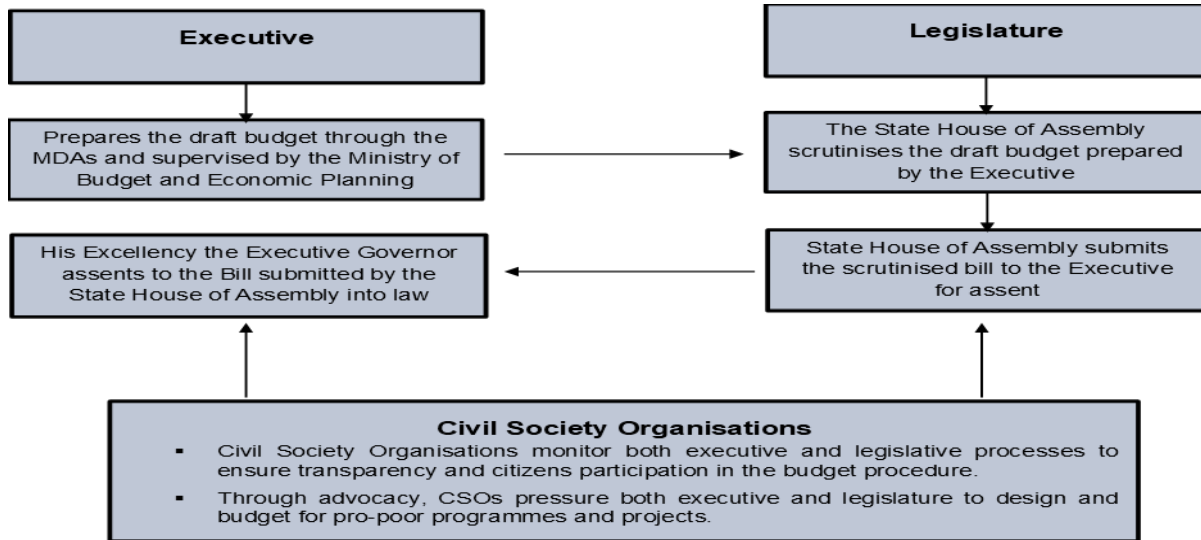 Executive
Prepares the draft budget through the
MDAs and supervised by the Ministry of
Budget and Economic Planning
Legislature
The State House of Assembly
scrutinises the draft budget prepared
by the Executive
State House of Assembly submits
the scrutinised bill to the Executive
for assent
His Excellency the Executive Governor
assents to the Bill submitted by the
State House of Assembly into law
Civil Society Organisations
▪ Civil Society Organisations monitor both executive and legislative processes to
ensure transparency and citizens participation in the budget procedure.
▪ Through advocacy, CSOs pressure both executive and legislature to design and
budget for pro-poor programmes and projects.